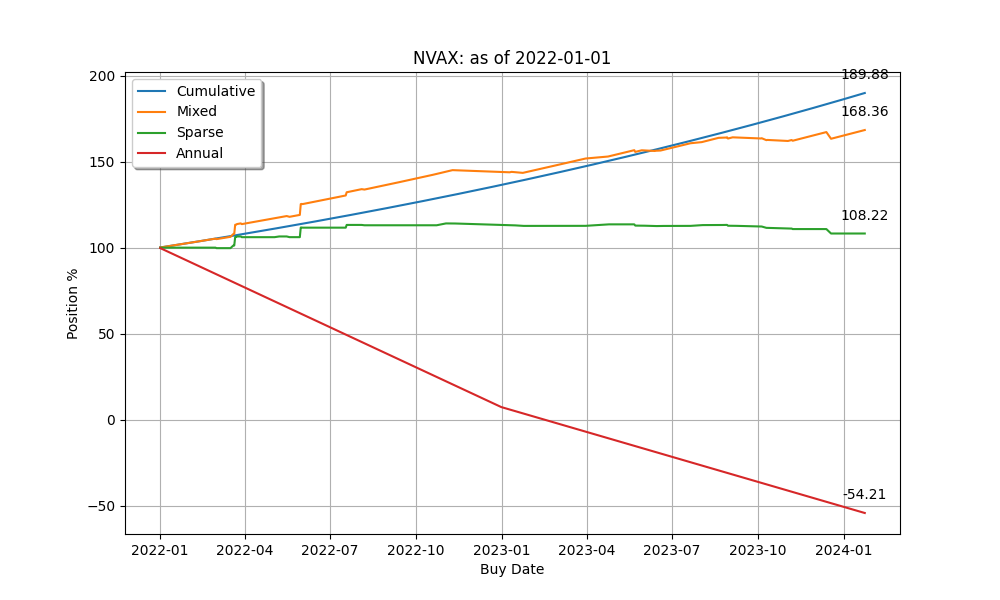 NVAX: as of 2022-01-01
Cumulative
Mixed
Sparse
Annual
189.88
168.36
108.22
-54.21
200
150
100
50
0
−50
Position %
2022-01
2022-04
2022-07
2022-10
2023-01
2023-04
2023-07
2023-10
2024-01
Buy Date